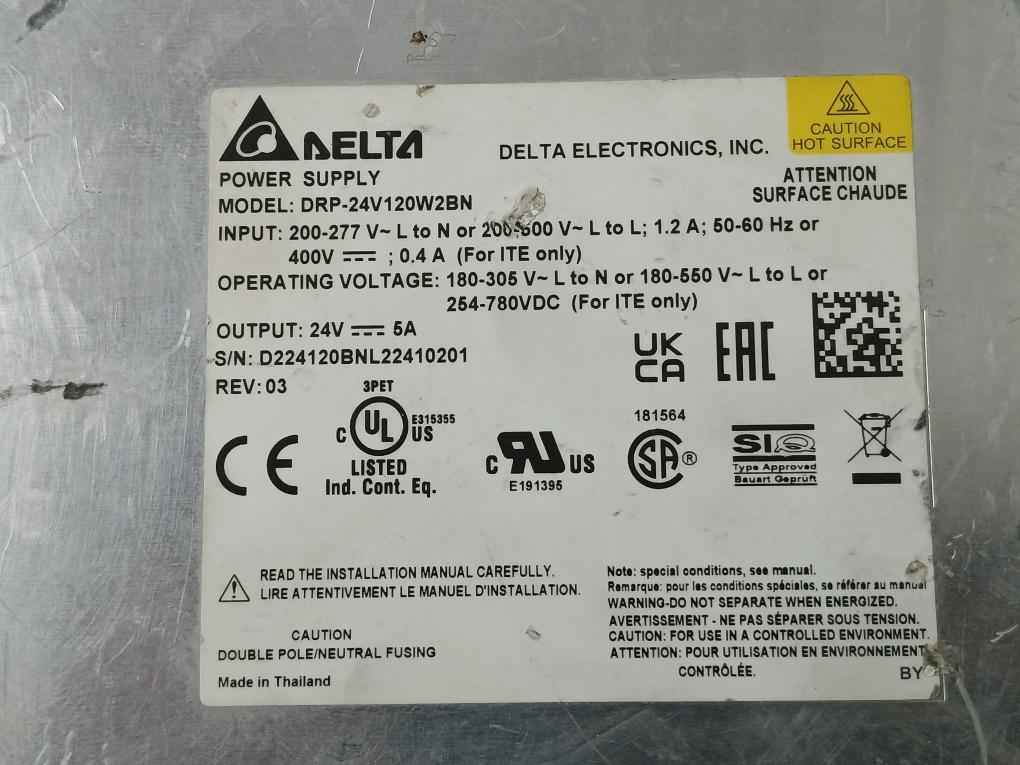 DELTA
DELTA ELECTRONICS, INC.
CAUTION
HOT SURFACE
ATTENTION
SURFACE CHAUDE
POWER SUPPLY
MODEL: DRP-24V120W2BN
INPUT: 200-277 V~ L to N or 200-500 V~ L to L; 1.2 A; 50-60 Hz or
400V ⎓ ; 0.4 A (For ITE only)
OPERATING VOLTAGE: 180-305 V~ L to N or 180-550 V~ L to L or
254-780VDC (For ITE only)
OUTPUT: 24V ⎓ 5A
S/N: D224120BNL22410201
REV: 03
UK
CA
EAC
3PET
C UL US
E315355
LISTED
Ind. Cont. Eq.
CE
C RU US
E191395
181564
SA ®
SIQ
Type Approved
Bauart Geprüft
READ THE INSTALLATION MANUAL CAREFULLY.
LIRE ATTENTIVEMENT LE MANUEL D'INSTALLATION.
CAUTION
DOUBLE POLE/NEUTRAL FUSING
Made in Thailand
Note: special conditions, see manual.
Remarque: pour les conditions spéciales, se référer au manual
WARNING-DO NOT SEPARATE WHEN ENERGIZED.
AVERTISSEMENT - NE PAS SÉPARER SOUS TENSION.
CAUTION: FOR USE IN A CONTROLLED ENVIRONMENT.
ATTENTION: POUR UTILISATION EN ENVIRONNEMENT
CONTRÔLÉE.
BY